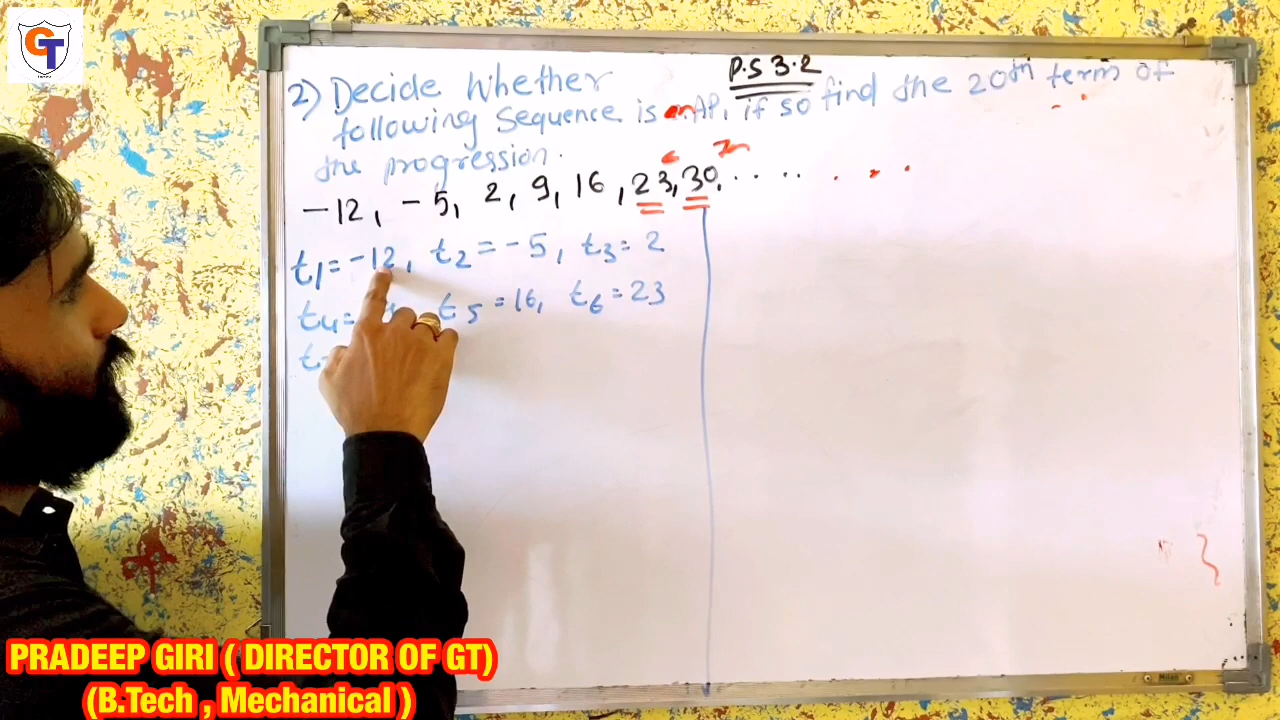 GT
P.S 3.2
2) Decide Whether
following Sequence is an AP, if so find the 20th term of
the progression.
-12, -5, 2, 9, 16, 23, 30, . . . . . . .
t1 = -12, t2 = -5, t3 = 2
t4 = t5 = 16, t6 = 23
PRADEEP GIRI ( DIRECTOR OF GT)
(B.Tech , Mechanical )